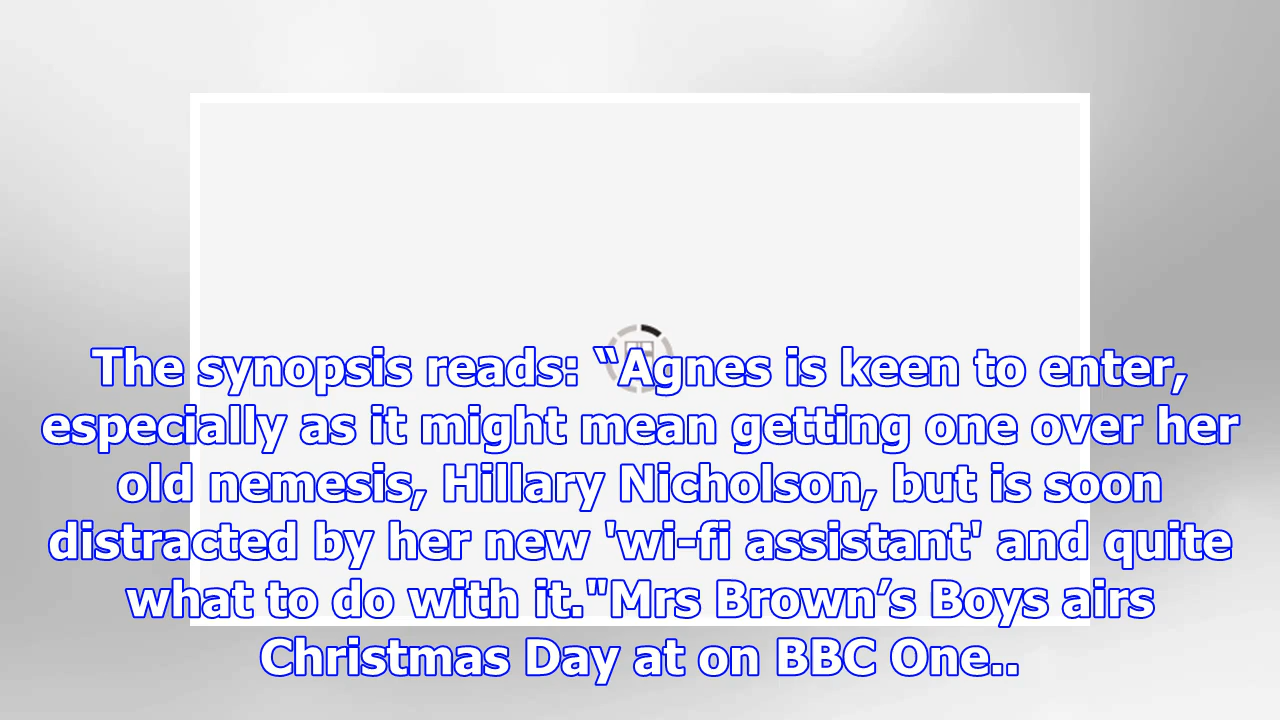 The synopsis reads: “Agnes is keen to enter,
especially as it might mean getting one over her
old nemesis, Hillary Nicholson, but is soon
distracted by her new 'wi-fi assistant' and quite
what to do with it."Mrs Brown’s Boys airs
Christmas Day at on BBC One..